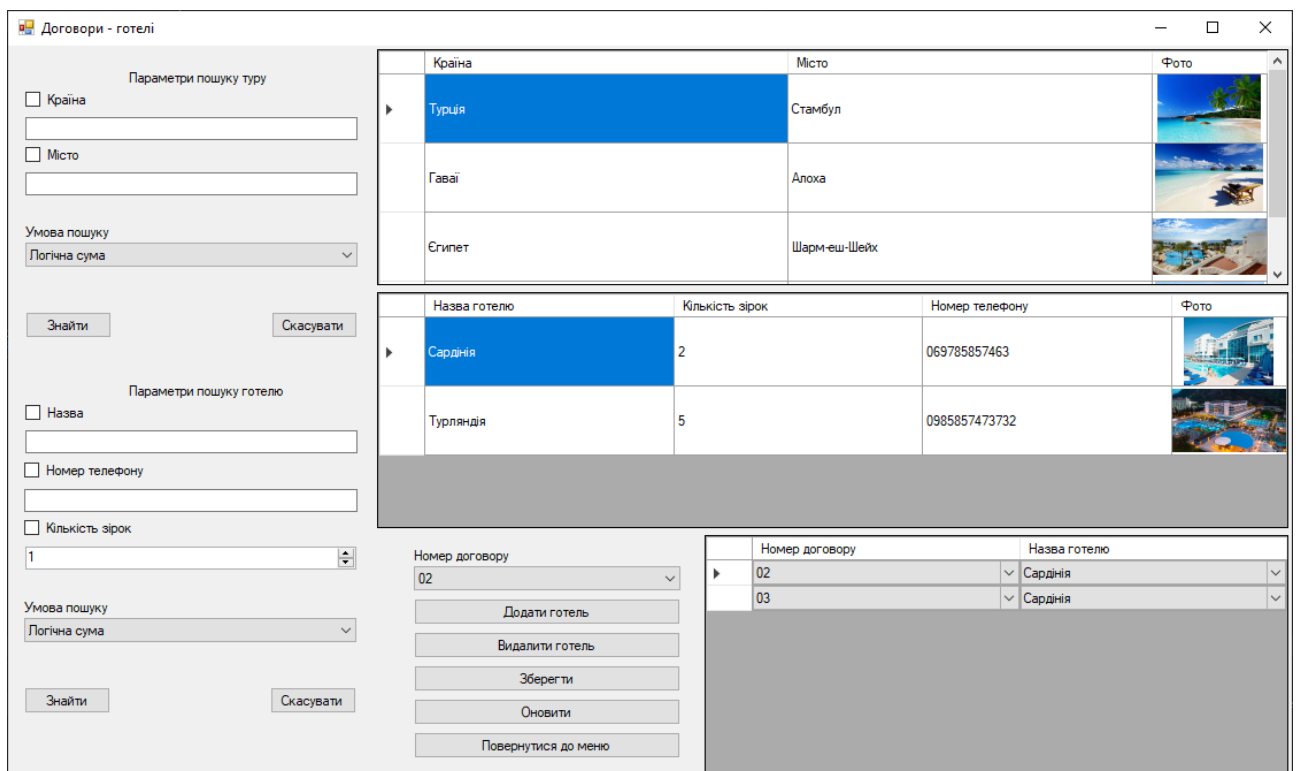 Договори - готелі
Параметри пошуку туру
Країна
Місто
Умова пошуку
Логічна сума
Знайти
Скасувати
Параметри пошуку готелю
Назва
Номер телефону
Кількість зірок
1
Умова пошуку
Логічна сума
Знайти
Скасувати
Країна Місто Фото
Турція Стамбул
Гаваї Алоха
Єгипет Шарм-еш-Шейх
Назва готелю Кількість зірок Номер телефону Фото
Сардінія 2 069785857463
Турляндія 5 0985857473732
Номер договору
02
Додати готель
Видалити готель
Зберегти
Оновити
Повернутися до меню
Номер договору Назва готелю
02 Сардінія
03 Сардінія